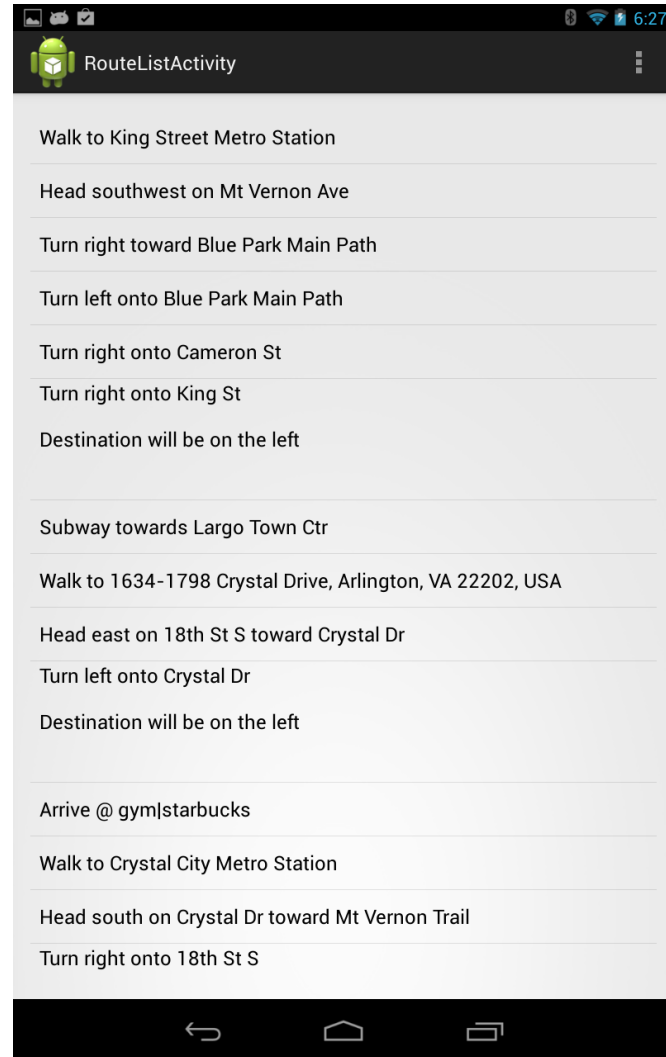 6:27
RouteListActivity
Walk to King Street Metro Station
Head southwest on Mt Vernon Ave
Turn right toward Blue Park Main Path
Turn left onto Blue Park Main Path
Turn right onto Cameron St
Turn right onto King St
Destination will be on the left
Subway towards Largo Town Ctr
Walk to 1634-1798 Crystal Drive, Arlington, VA 22202, USA
Head east on 18th St S toward Crystal Dr
Turn left onto Crystal Dr
Destination will be on the left
Arrive @ gym|starbucks
Walk to Crystal City Metro Station
Head south on Crystal Dr toward Mt Vernon Trail
Turn right onto 18th St S